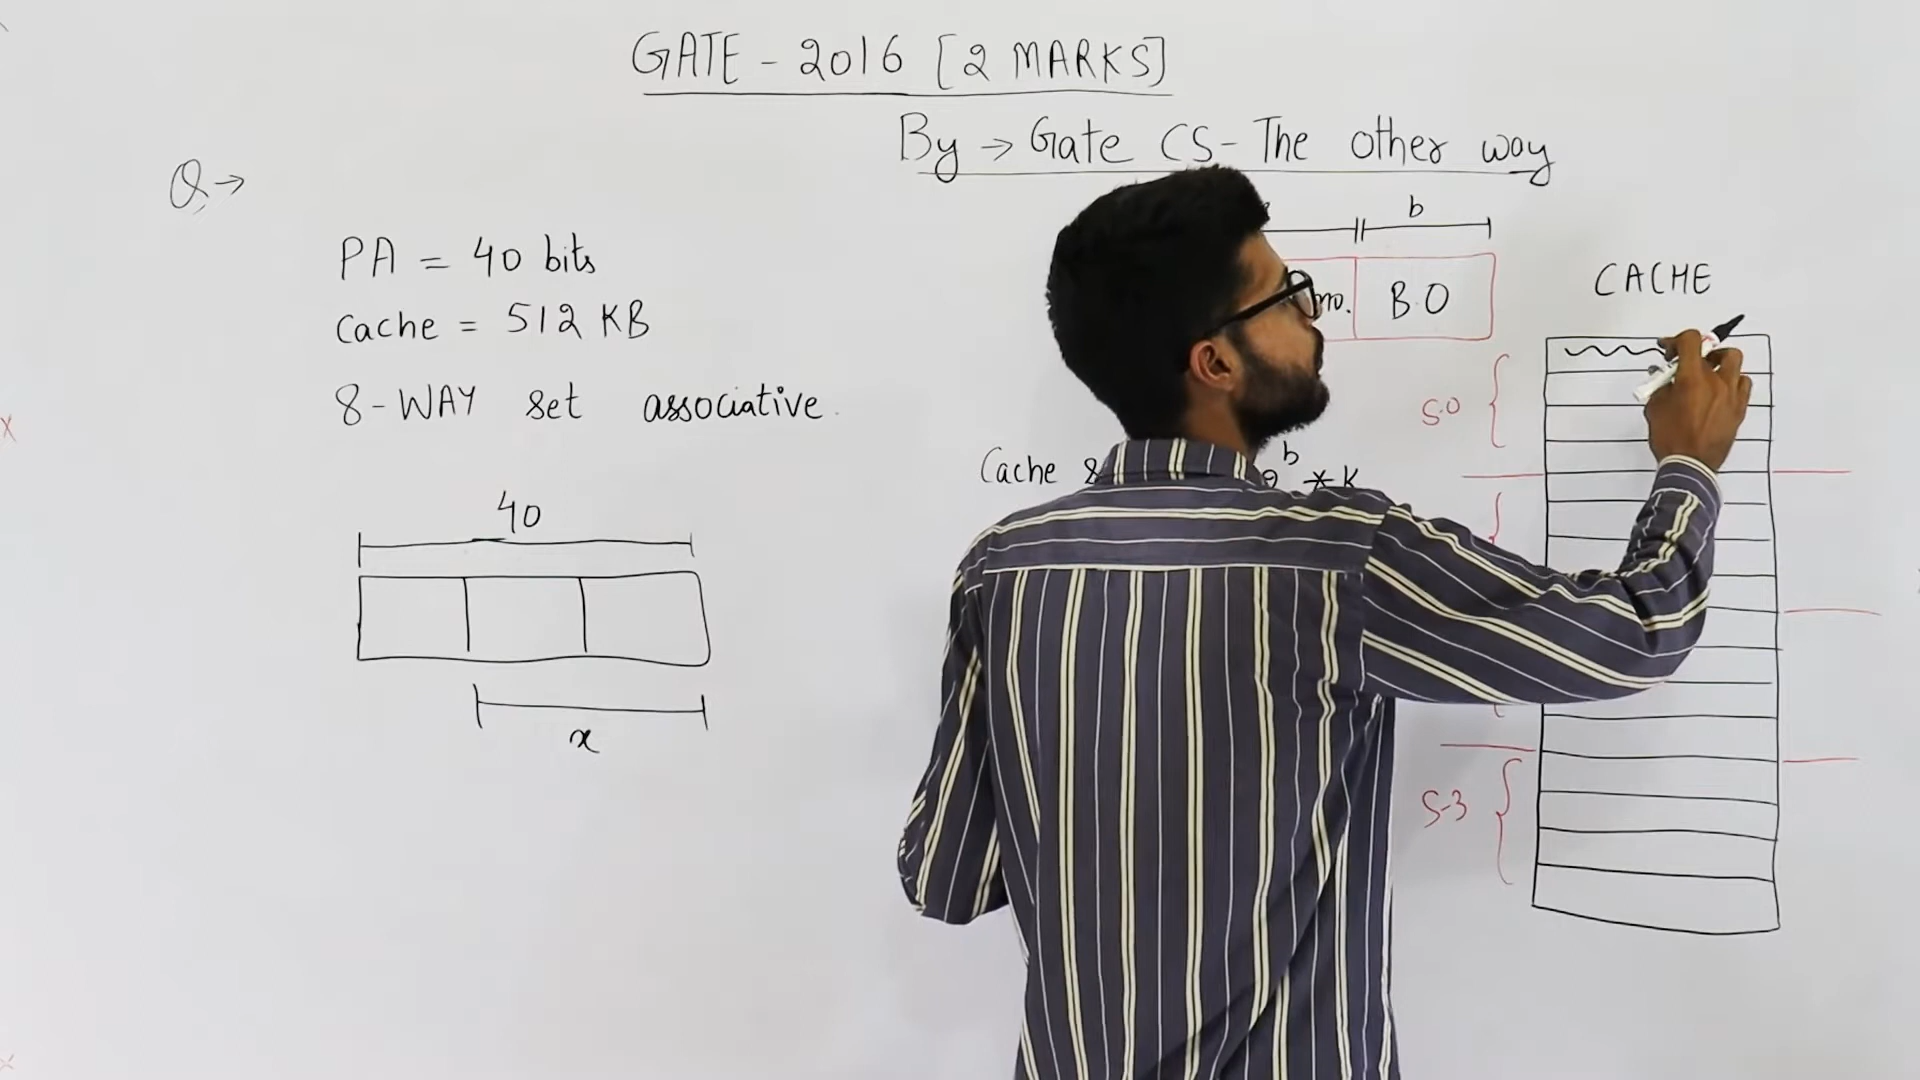 GATE - 2016 [2 MARKS]
By → Gate CS - The other way
Q →
PA = 40 bits
Cache = 512 KB
8-WAY set associative
40
x
b
no. B.O
CACHE
S.0
Cache
b * K
S-3